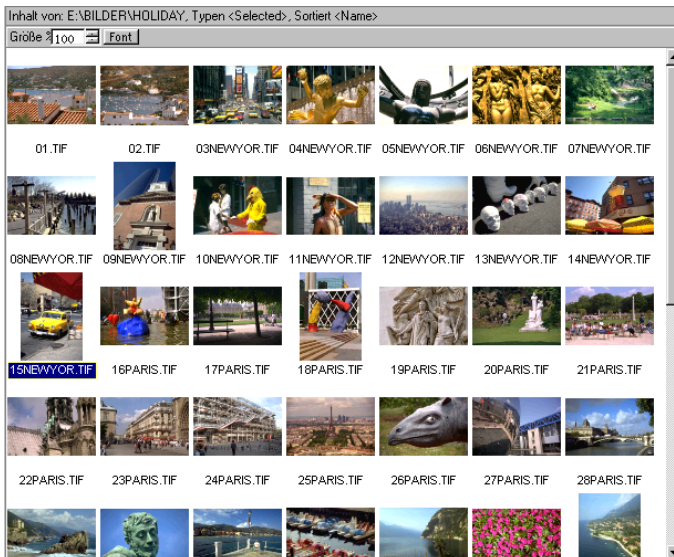 Inhalt von: E:\BILDER\HOLIDAY, Typen <Selected>, Sortiert <Name>
Größe % 100 Font
01.TIF 02.TIF 03NEWYOR.TIF 04NEWYOR.TIF 05NEWYOR.TIF 06NEWYOR.TIF 07NEWYOR.TIF
08NEWYOR.TIF 09NEWYOR.TIF 10NEWYOR.TIF 11NEWYOR.TIF 12NEWYOR.TIF 13NEWYOR.TIF 14NEWYOR.TIF
15NEWYOR.TIF 16PARIS.TIF 17PARIS.TIF 18PARIS.TIF 19PARIS.TIF 20PARIS.TIF 21PARIS.TIF
22PARIS.TIF 23PARIS.TIF 24PARIS.TIF 25PARIS.TIF 26PARIS.TIF 27PARIS.TIF 28PARIS.TIF